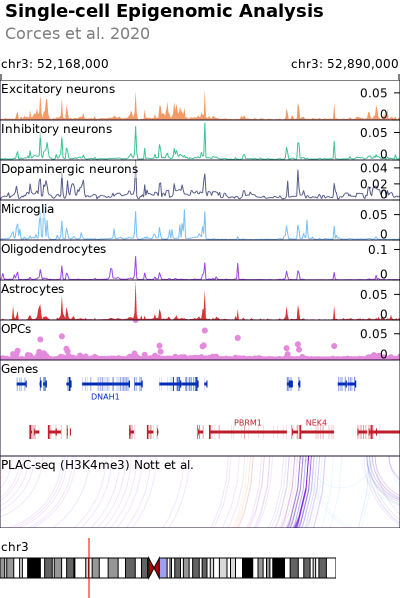 Single-cell Epigenomic Analysis
Corces et al. 2020
chr3: 52,168,000 chr3: 52,890,000
Excitatory neurons
0.05
0
Inhibitory neurons
0.05
0
Dopaminergic neurons
0.04
0.02
0
Microglia
0.05
0
Oligodendrocytes
0.1
0
Astrocytes
0.05
0
OPCs
0.05
0
Genes
DNAH1
PBRM1 NEK4
PLAC-seq (H3K4me3) Nott et al.
chr3